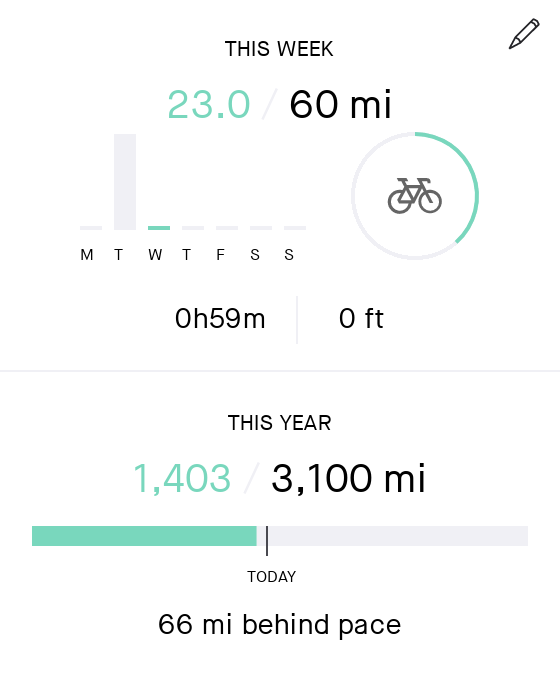 THIS WEEK
23.0 / 60 mi
M T W T F S S
0h59m 0 ft
THIS YEAR
1,403 / 3,100 mi
TODAY
66 mi behind pace